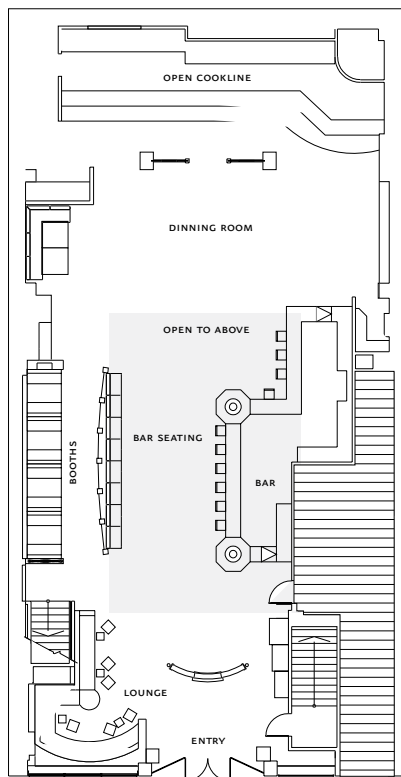 OPEN COOKLINE
DINNING ROOM
OPEN TO ABOVE
BAR SEATING
BOOTHS
BAR
LOUNGE
ENTRY